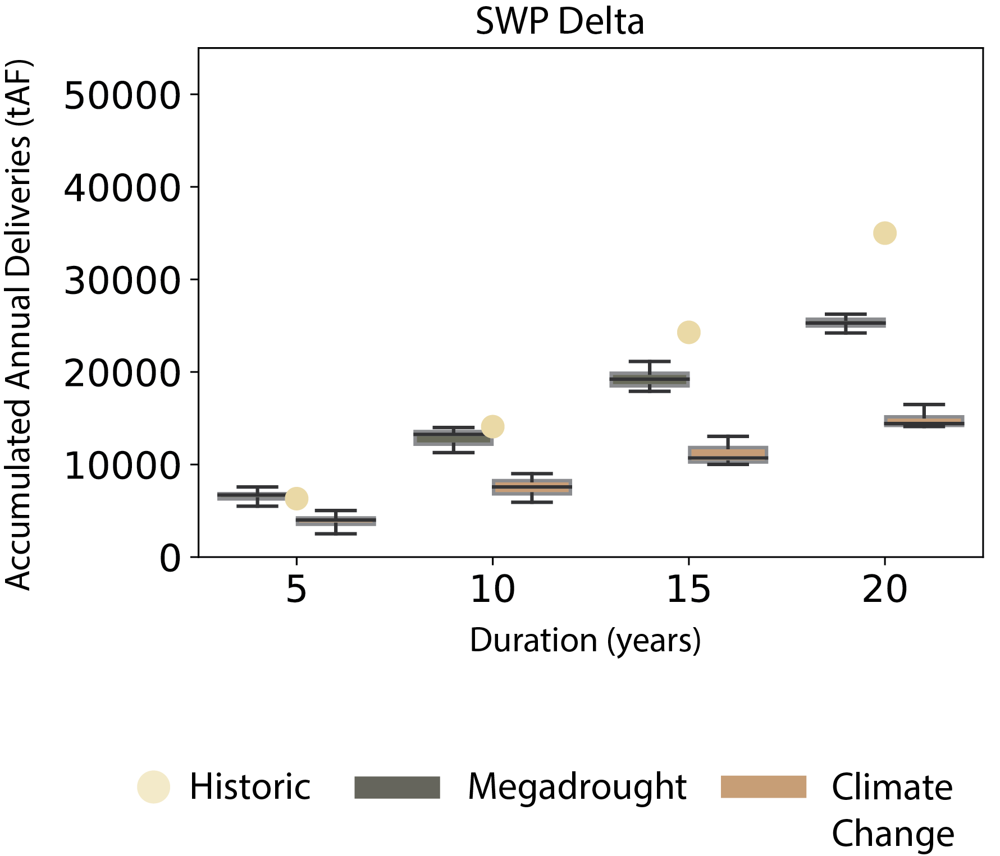 SWP Delta
Accumulated Annual Deliveries (tAF)
50000
40000
30000
20000
10000
0
5 10 15 20
Duration (years)
Historic Megadrought Climate
Change